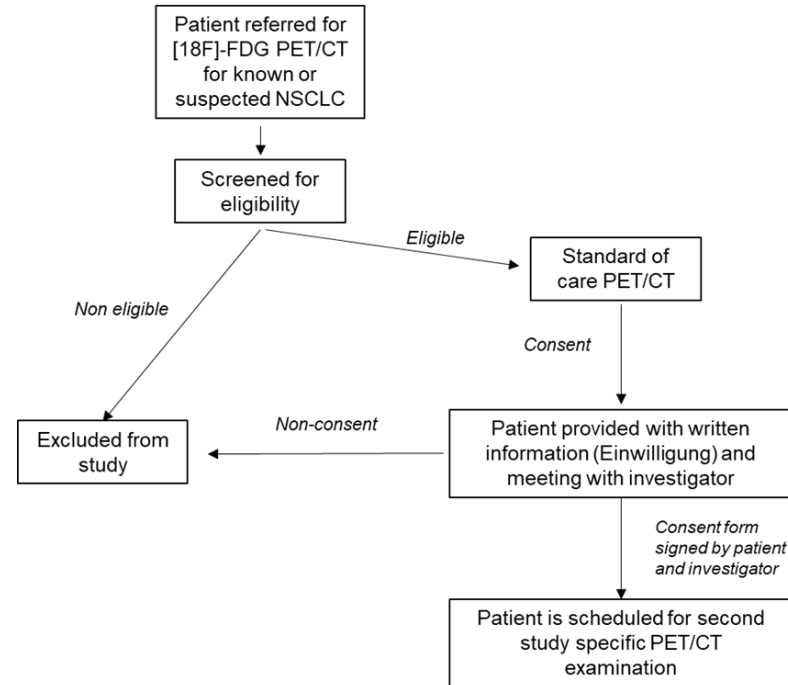 Patient referred for
[18F]-FDG PET/CT
for known or
suspected NSCLC
Screened for
eligibility
Eligible
Standard of
care PET/CT
Non eligible
Consent
Non-consent
Excluded from
study
Patient provided with written
information (Einwilligung) and
meeting with investigator
Consent form
signed by patient
and investigator
Patient is scheduled for second
study specific PET/CT
examination